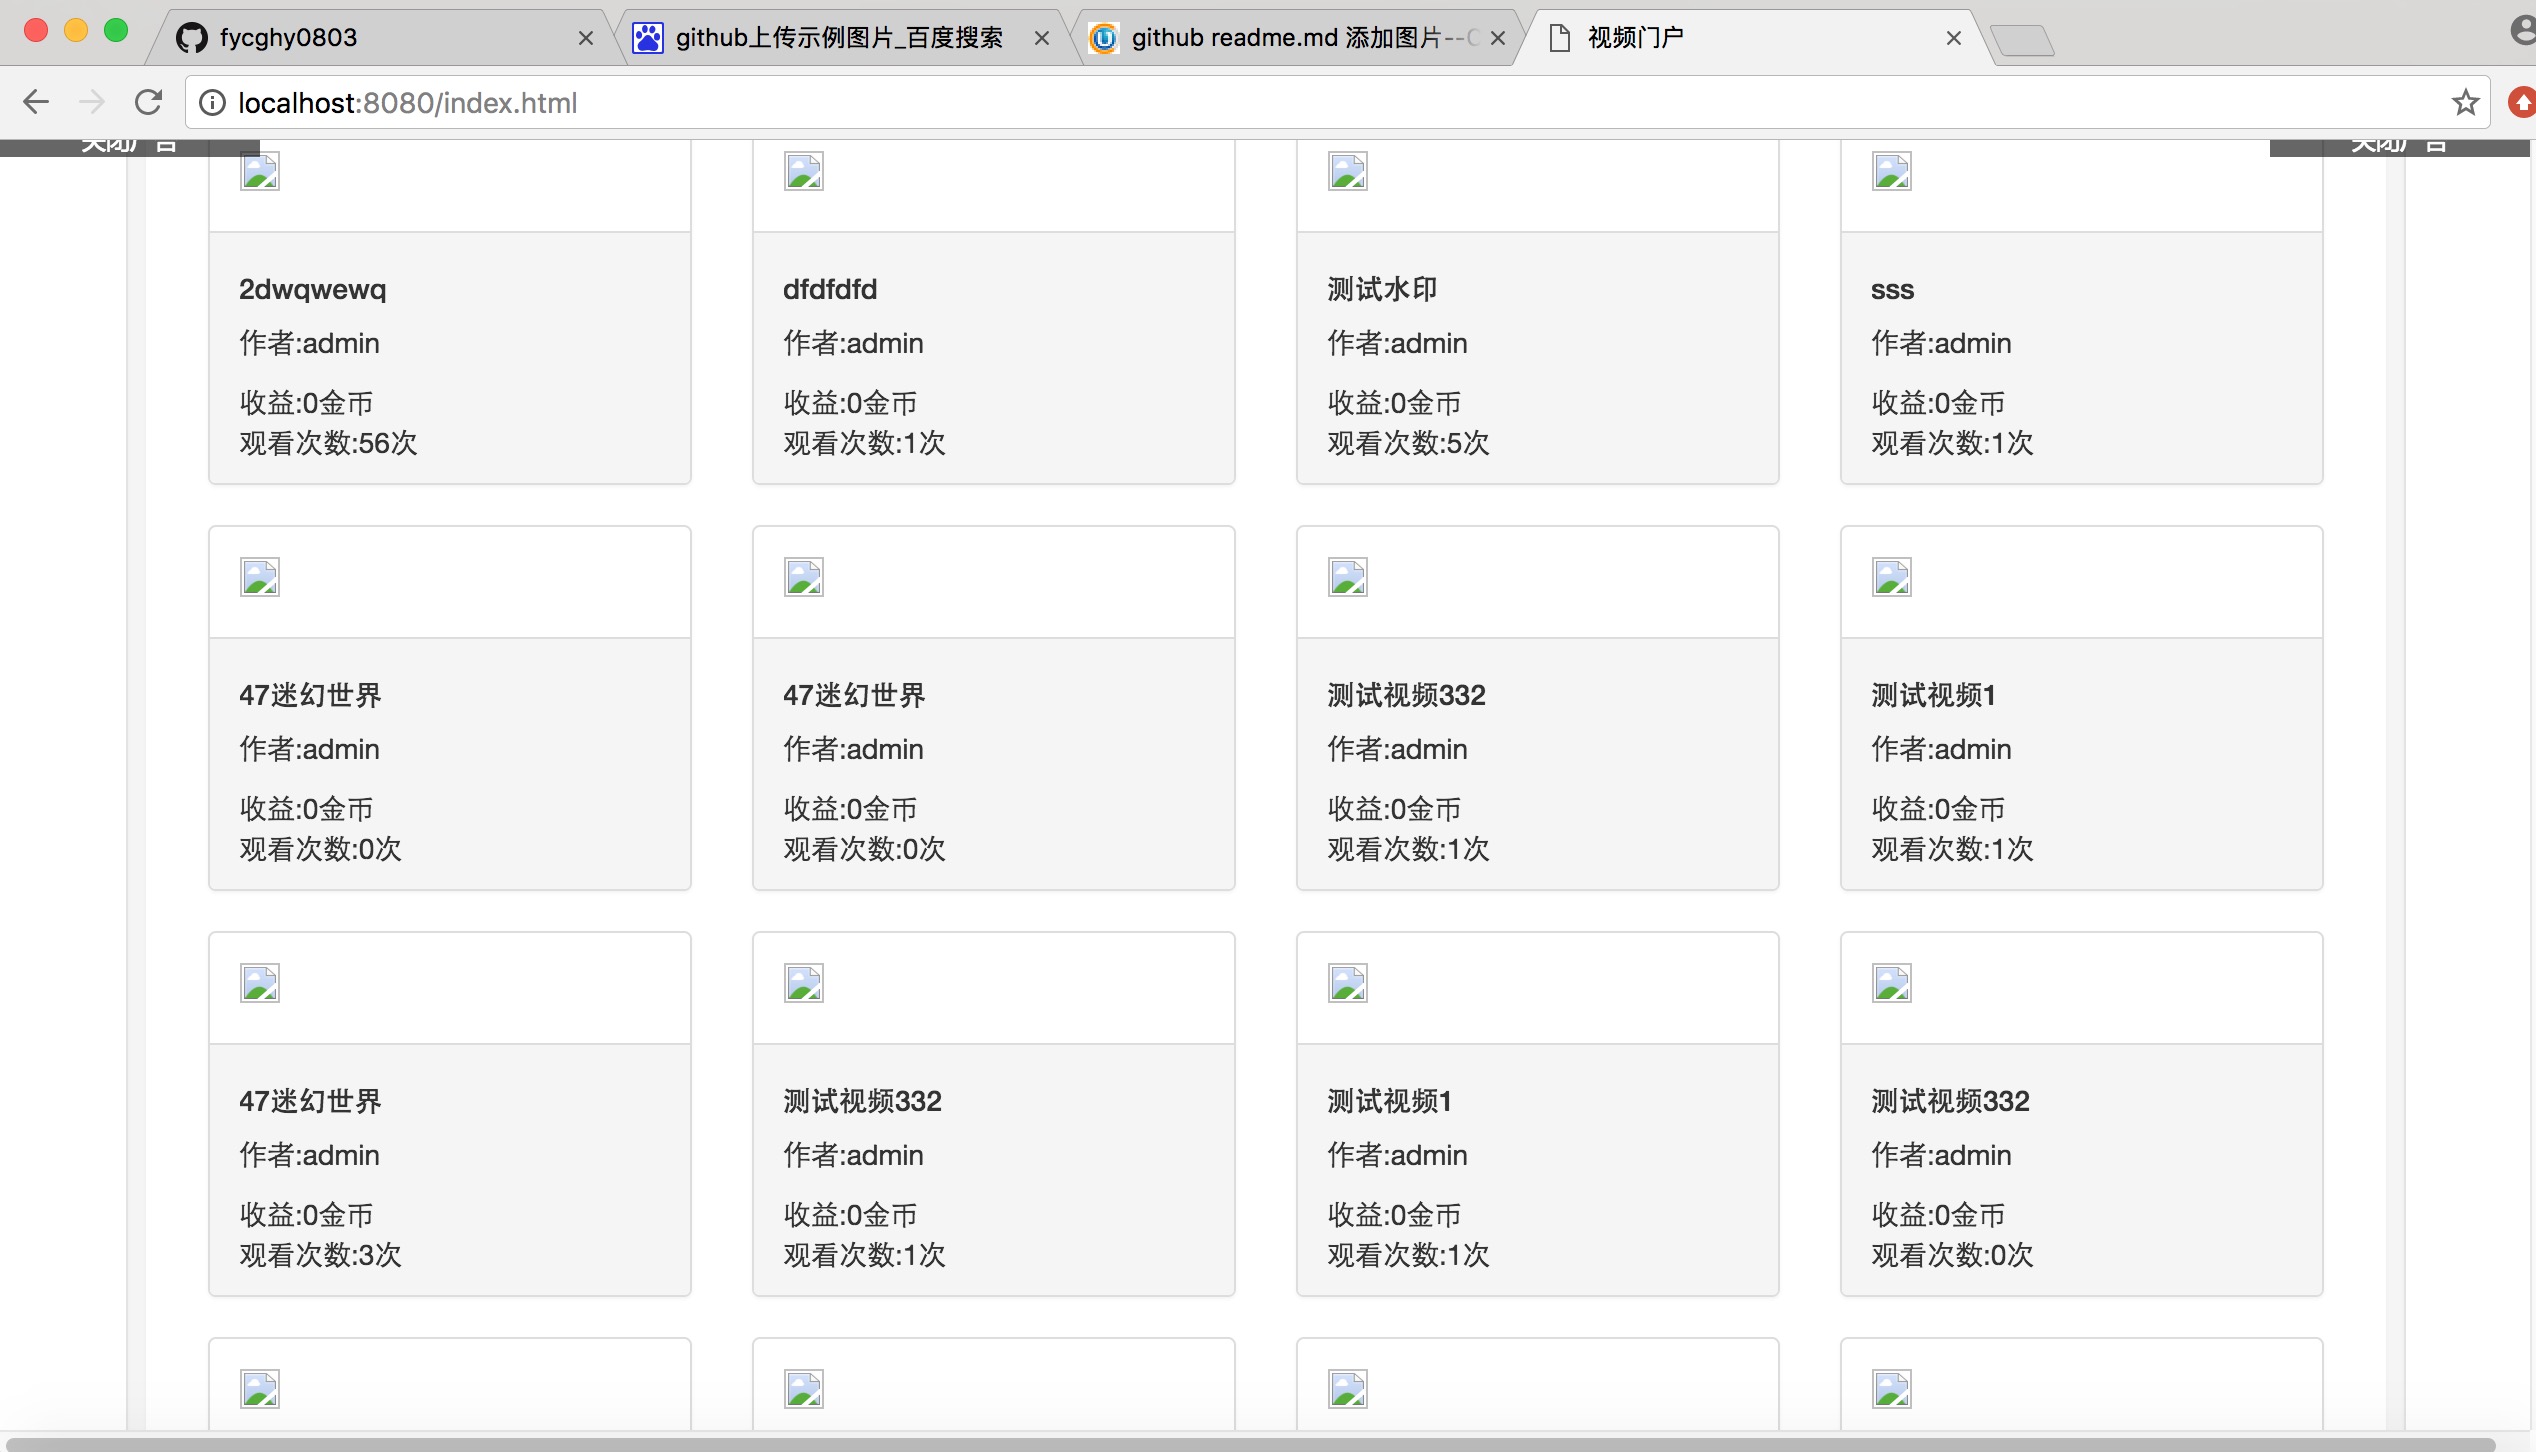 fycghy0803
github上传示例图片_百度搜索
github readme.md 添加图片--
视频门户
localhost:8080/index.html
关闭广告
关闭广告
2dwqwewq
作者:admin
收益:0金币
观看次数:56次
dfdfdfd
作者:admin
收益:0金币
观看次数:1次
测试水印
作者:admin
收益:0金币
观看次数:5次
sss
作者:admin
收益:0金币
观看次数:1次
47迷幻世界
作者:admin
收益:0金币
观看次数:0次
47迷幻世界
作者:admin
收益:0金币
观看次数:0次
测试视频332
作者:admin
收益:0金币
观看次数:1次
测试视频1
作者:admin
收益:0金币
观看次数:1次
47迷幻世界
作者:admin
收益:0金币
观看次数:3次
测试视频332
作者:admin
收益:0金币
观看次数:1次
测试视频1
作者:admin
收益:0金币
观看次数:1次
测试视频332
作者:admin
收益:0金币
观看次数:0次